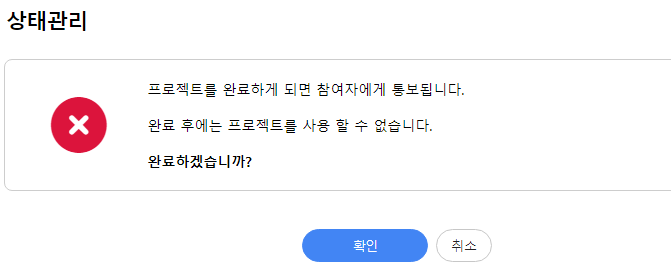 상태관리
프로젝트를 완료하게 되면 참여자에게 통보됩니다.
완료 후에는 프로젝트를 사용 할 수 없습니다.
완료하겠습니까?
확인
취소